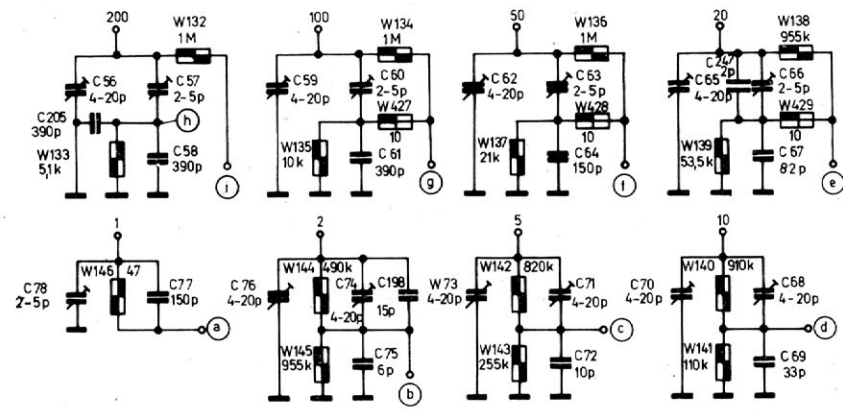 200
W132
1M
C56
4-20p
C57
2-5p
C205
390p
h
W133
5,1k
C58
390p
i
100
W134
1M
C59
4-20p
C60
2-5p
W427
10
W135
10k
C61
390p
g
50
W136
1M
C62
4-20p
C63
2-5p
W428
10
W137
21k
C64
150p
f
20
W138
955k
C247
2p
C65
4-20p
C66
2-5p
W429
10
W139
53,5k
C67
82p
e
1
W146
47
C78
2-5p
C77
150p
a
2
W144
490k
C76
4-20p
C74
4-20p
C198
15p
W145
955k
C75
6p
b
5
W142
820k
W73
4-20p
C71
4-20p
c
W143
255k
C72
10p
10
W140
910k
C70
4-20p
C68
4-20p
d
W141
110k
C69
33p